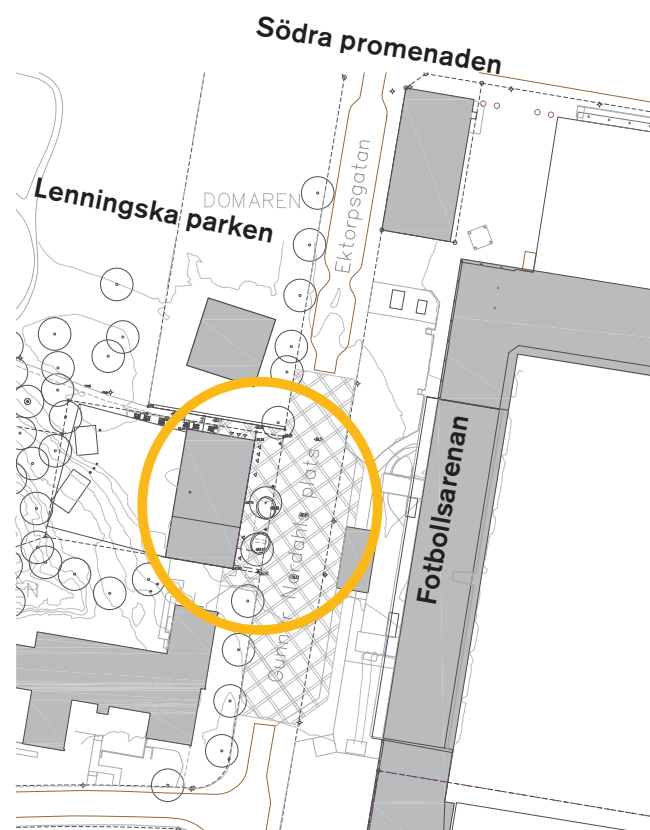 Södra promenaden
Lenningska parken
DOMAREN
Ektorpsgatan
Gunnar Nordahls plats
Fotbollsarenan